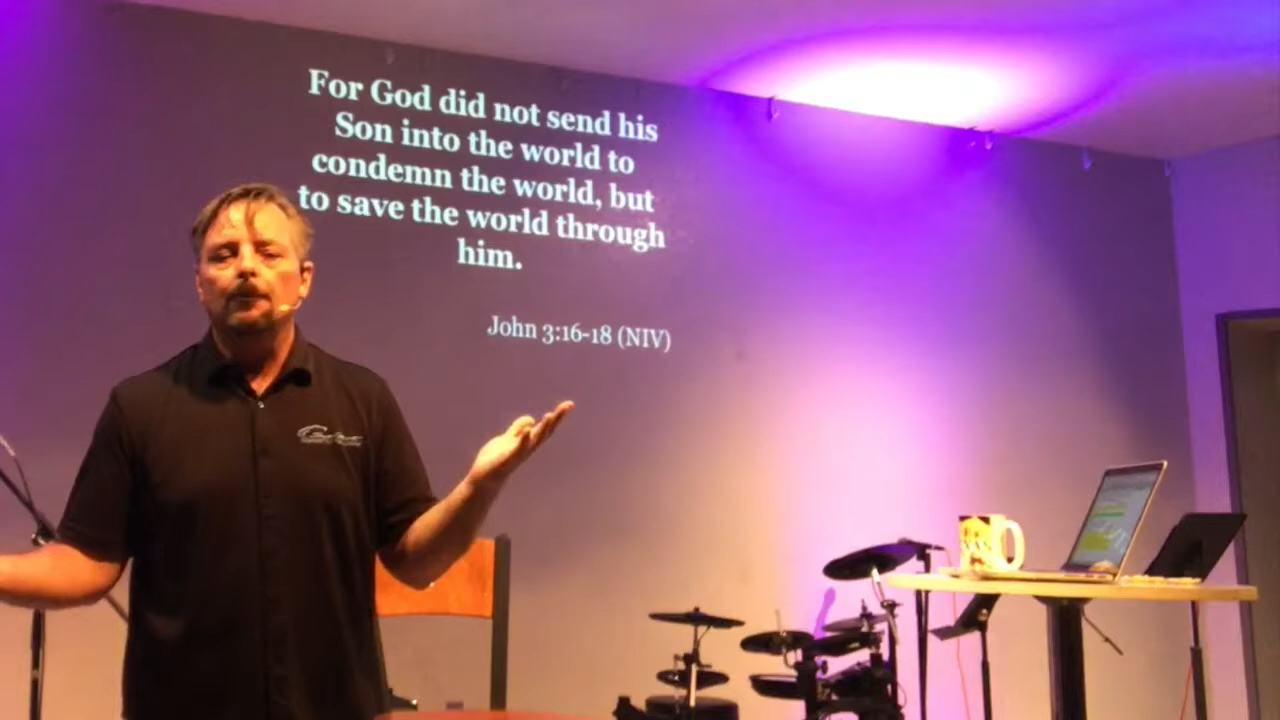 For God did not send his
Son into the world to
condemn the world, but
to save the world through
him.
John 3:16-18 (NIV)